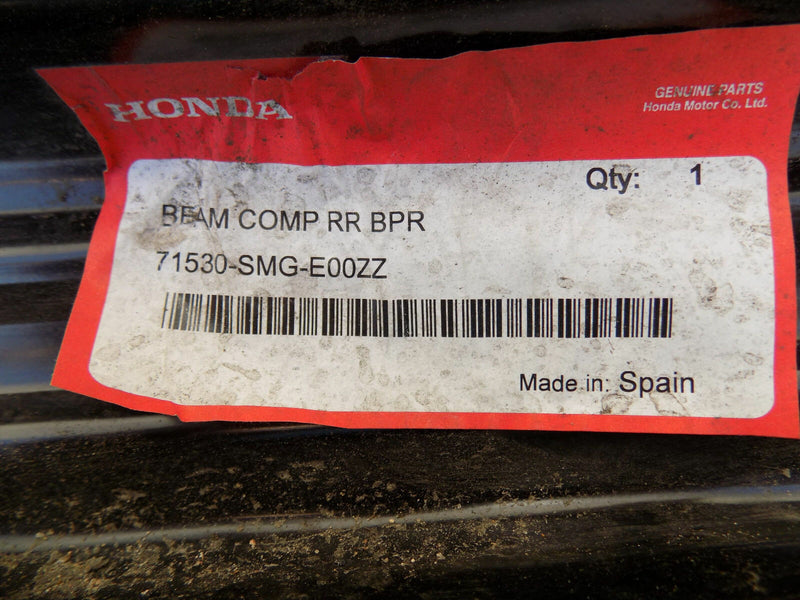 HONDA
GENUINE PARTS
Honda Motor Co. Ltd.
Qty: 1
BEAM COMP RR BPR
71530-SMG-E00ZZ
Made in: Spain